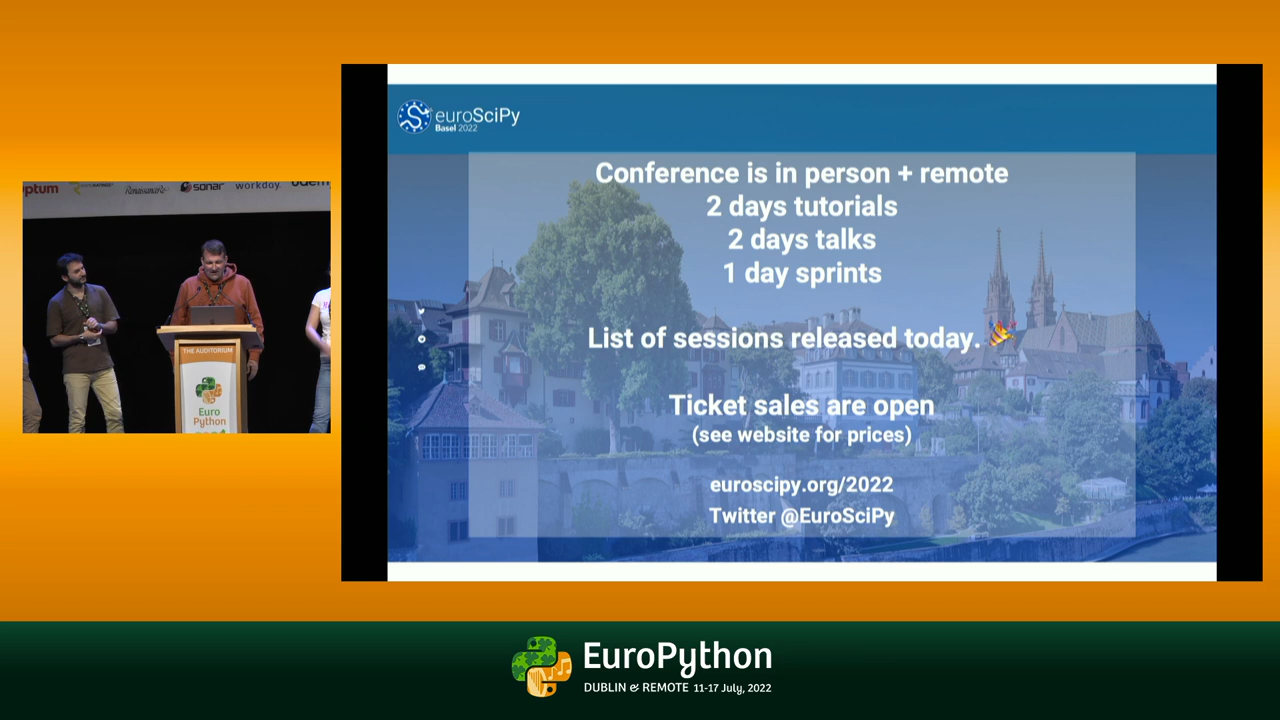 euroSciPy
Basel 2022
Conference is in person + remote
2 days tutorials
2 days talks
1 day sprints
List of sessions released today.
Ticket sales are open
(see website for prices)
euroscipy.org/2022
Twitter @EuroSciPy
Renaissance
sonar
workday.
THE AUDITORIUM
Euro
Python
EuroPython
DUBLIN & REMOTE 11-17 July, 2022